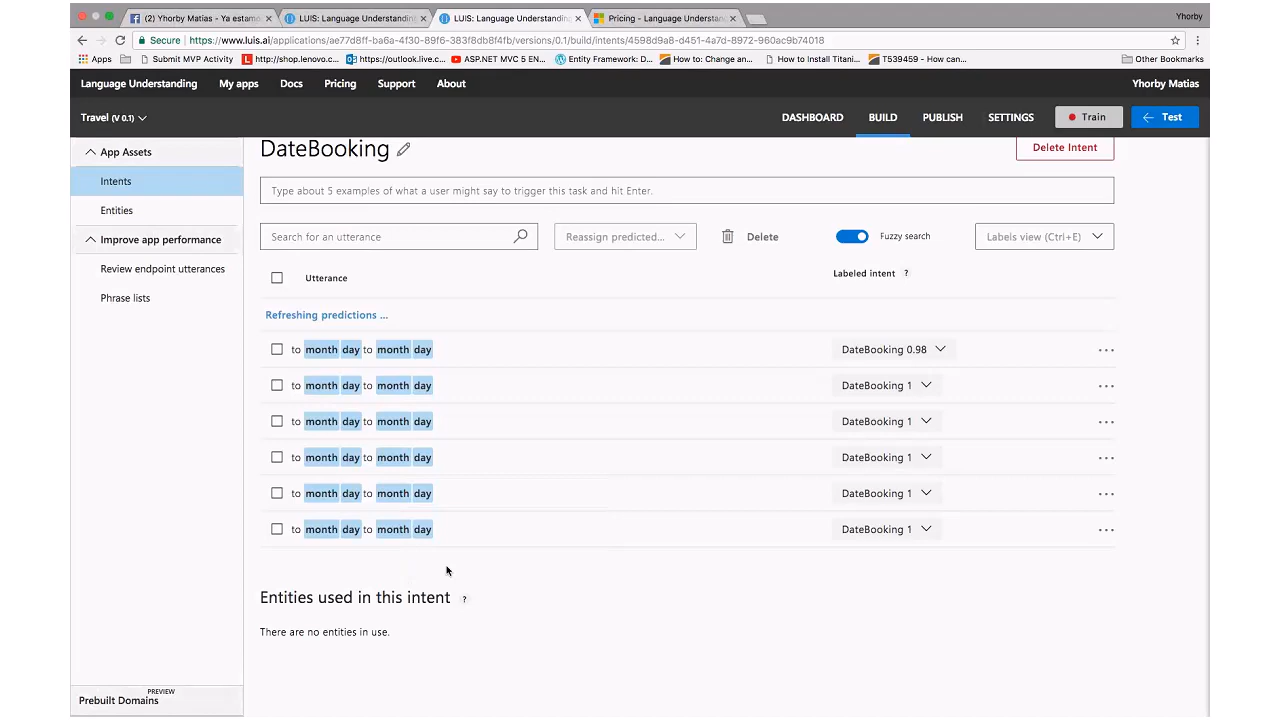 (2) Yhorby Matias - Ya estamo
LUIS: Language Understanding
LUIS: Language Understanding
Pricing - Language Understan
Yhorby
Secure
https://www.luis.ai/applications/ae77d8ff-ba6a-4f30-89f6-383f8db8f4fb/versions/0.1/build/intents/4598d9a8-d451-4a7d-8972-960ac9b74018
Apps
Submit MVP Activity
http://shop.lenovo.c...
https://outlook.live.c...
ASP.NET MVC 5 EN...
Entity Framework: D...
How to: Change an...
How to Install Titani...
T539459 - How can...
Other Bookmarks
Language Understanding My apps Docs Pricing Support About Yhorby Matias
Travel (V 0.1) DASHBOARD BUILD PUBLISH SETTINGS Train Test
App Assets
Intents
Entities
Improve app performance
Review endpoint utterances
Phrase lists
Prebuilt Domains PREVIEW
DateBooking
Delete Intent
Type about 5 examples of what a user might say to trigger this task and hit Enter.
Search for an utterance Reassign predicted... Delete Fuzzy search Labels view (Ctrl+E)
Utterance Labeled intent ?
Refreshing predictions ...
to month day to month day DateBooking 0.98 ...
to month day to month day DateBooking 1 ...
to month day to month day DateBooking 1 ...
to month day to month day DateBooking 1 ...
to month day to month day DateBooking 1 ...
to month day to month day DateBooking 1 ...
Entities used in this intent ?
There are no entities in use.